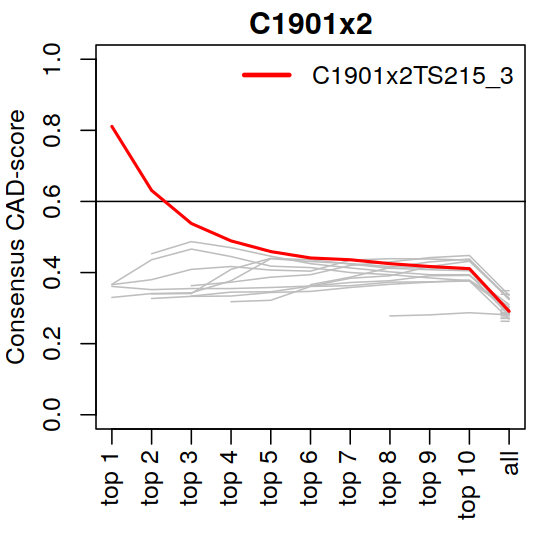 C1901x2
C1901x2TS215_3
Consensus CAD-score
1.0
0.8
0.6
0.4
0.2
0.0
top 1
top 2
top 3
top 4
top 5
top 6
top 7
top 8
top 9
top 10
all